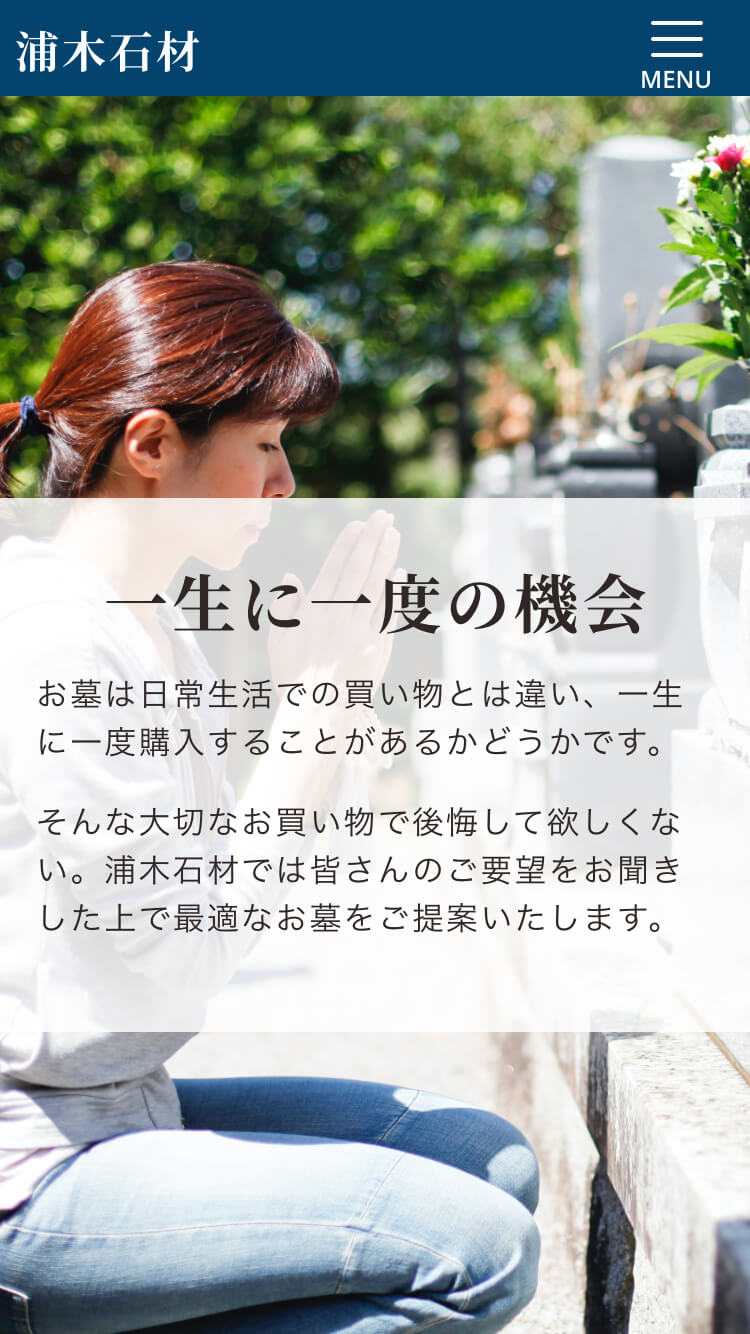 浦木石材
MENU
一生に一度の機会
お墓は日常生活での買い物とは違い、一生
に一度購入することがあるかどうかです。
そんな大切なお買い物で後悔して欲しくな
い。浦木石材では皆さんのご要望をお聞き
した上で最適なお墓をご提案いたします。